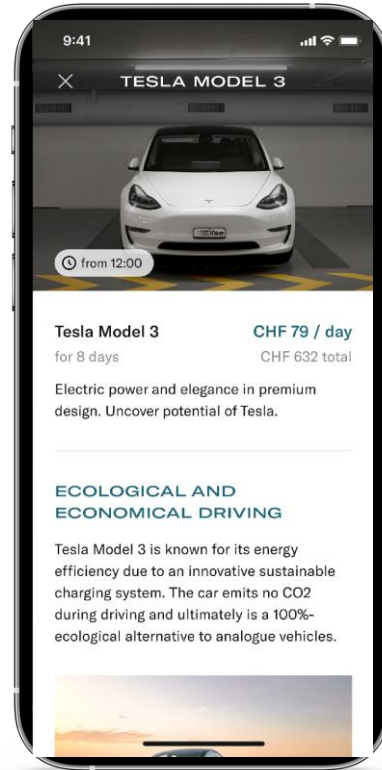 9:41
TESLA MODEL 3
from 12:00
Tesla Model 3
CHF 79 / day
for 8 days
CHF 632 total
Electric power and elegance in premium
design. Uncover potential of Tesla.
ECOLOGICAL AND
ECONOMICAL DRIVING
Tesla Model 3 is known for its energy
efficiency due to an innovative sustainable
charging system. The car emits no CO2
during driving and ultimately is a 100%-
ecological alternative to analogue vehicles.